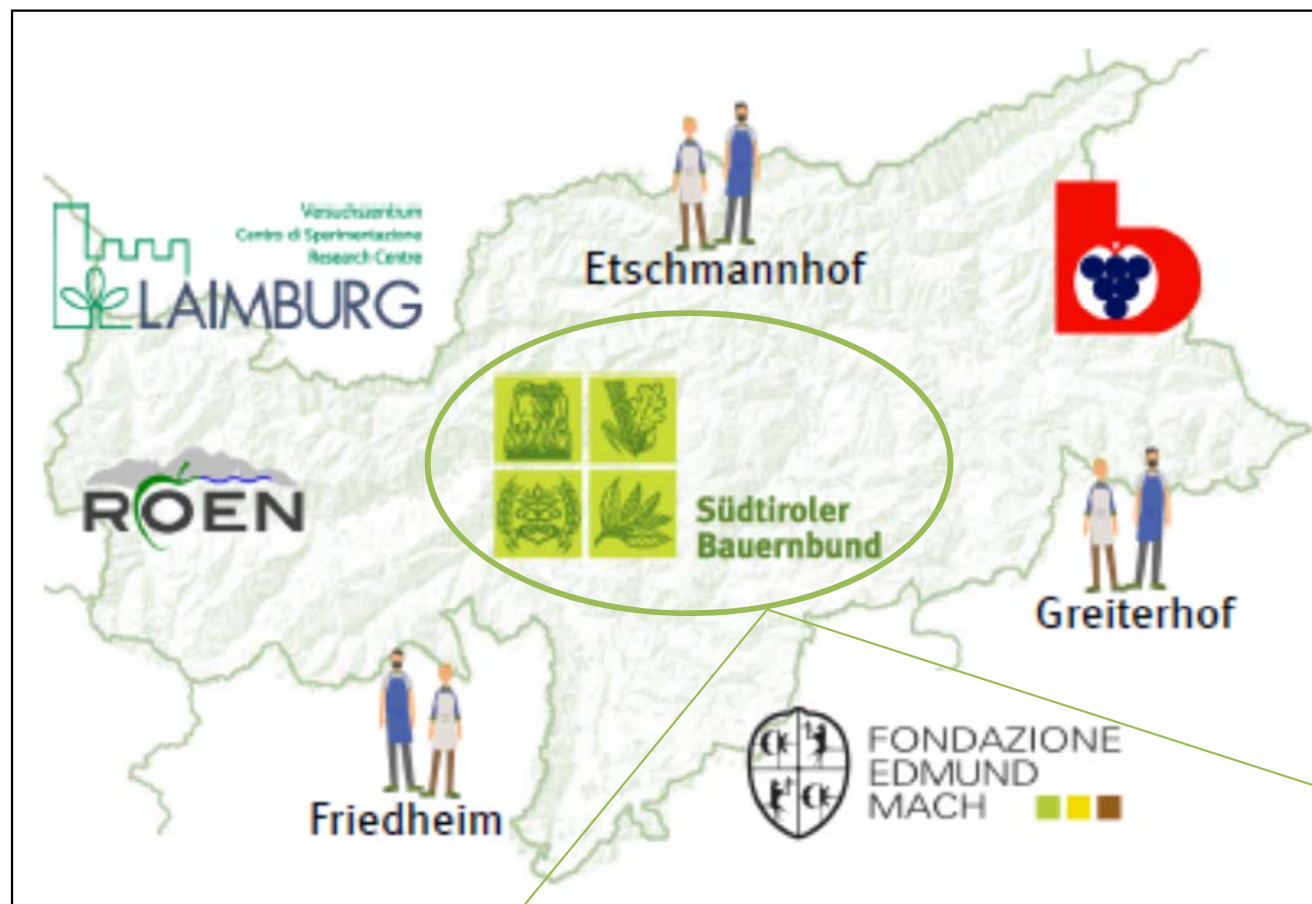 Etschmannhof
Versuchszentrum
Centro di Sperimentazione
Research Centre
LAIMBURG
b
ROEN
Südtiroler
Bauernbund
Greiterhof
Friedheim
FONDAZIONE
EDMUND
MACH